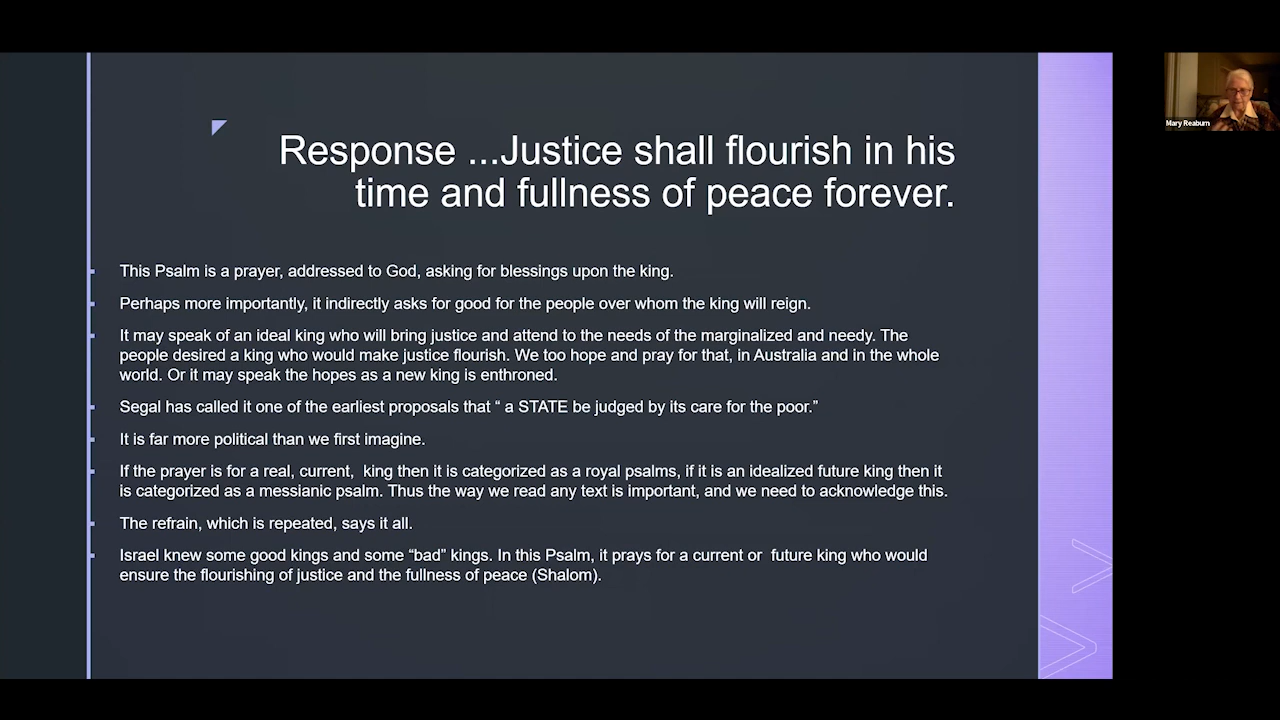 Response ...Justice shall flourish in his
time and fullness of peace forever.
This Psalm is a prayer, addressed to God, asking for blessings upon the king.
Perhaps more importantly, it indirectly asks for good for the people over whom the king will reign.
It may speak of an ideal king who will bring justice and attend to the needs of the marginalized and needy. The
people desired a king who would make justice flourish. We too hope and pray for that, in Australia and in the whole
world. Or it may speak the hopes as a new king is enthroned.
Segal has called it one of the earliest proposals that “ a STATE be judged by its care for the poor.”
It is far more political than we first imagine.
If the prayer is for a real, current,  king then it is categorized as a royal psalms, if it is an idealized future king then it
is categorized as a messianic psalm. Thus the way we read any text is important, and we need to acknowledge this.
The refrain, which is repeated, says it all.
Israel knew some good kings and some “bad” kings. In this Psalm, it prays for a current or  future king who would
ensure the flourishing of justice and the fullness of peace (Shalom).
Mary Reaburn